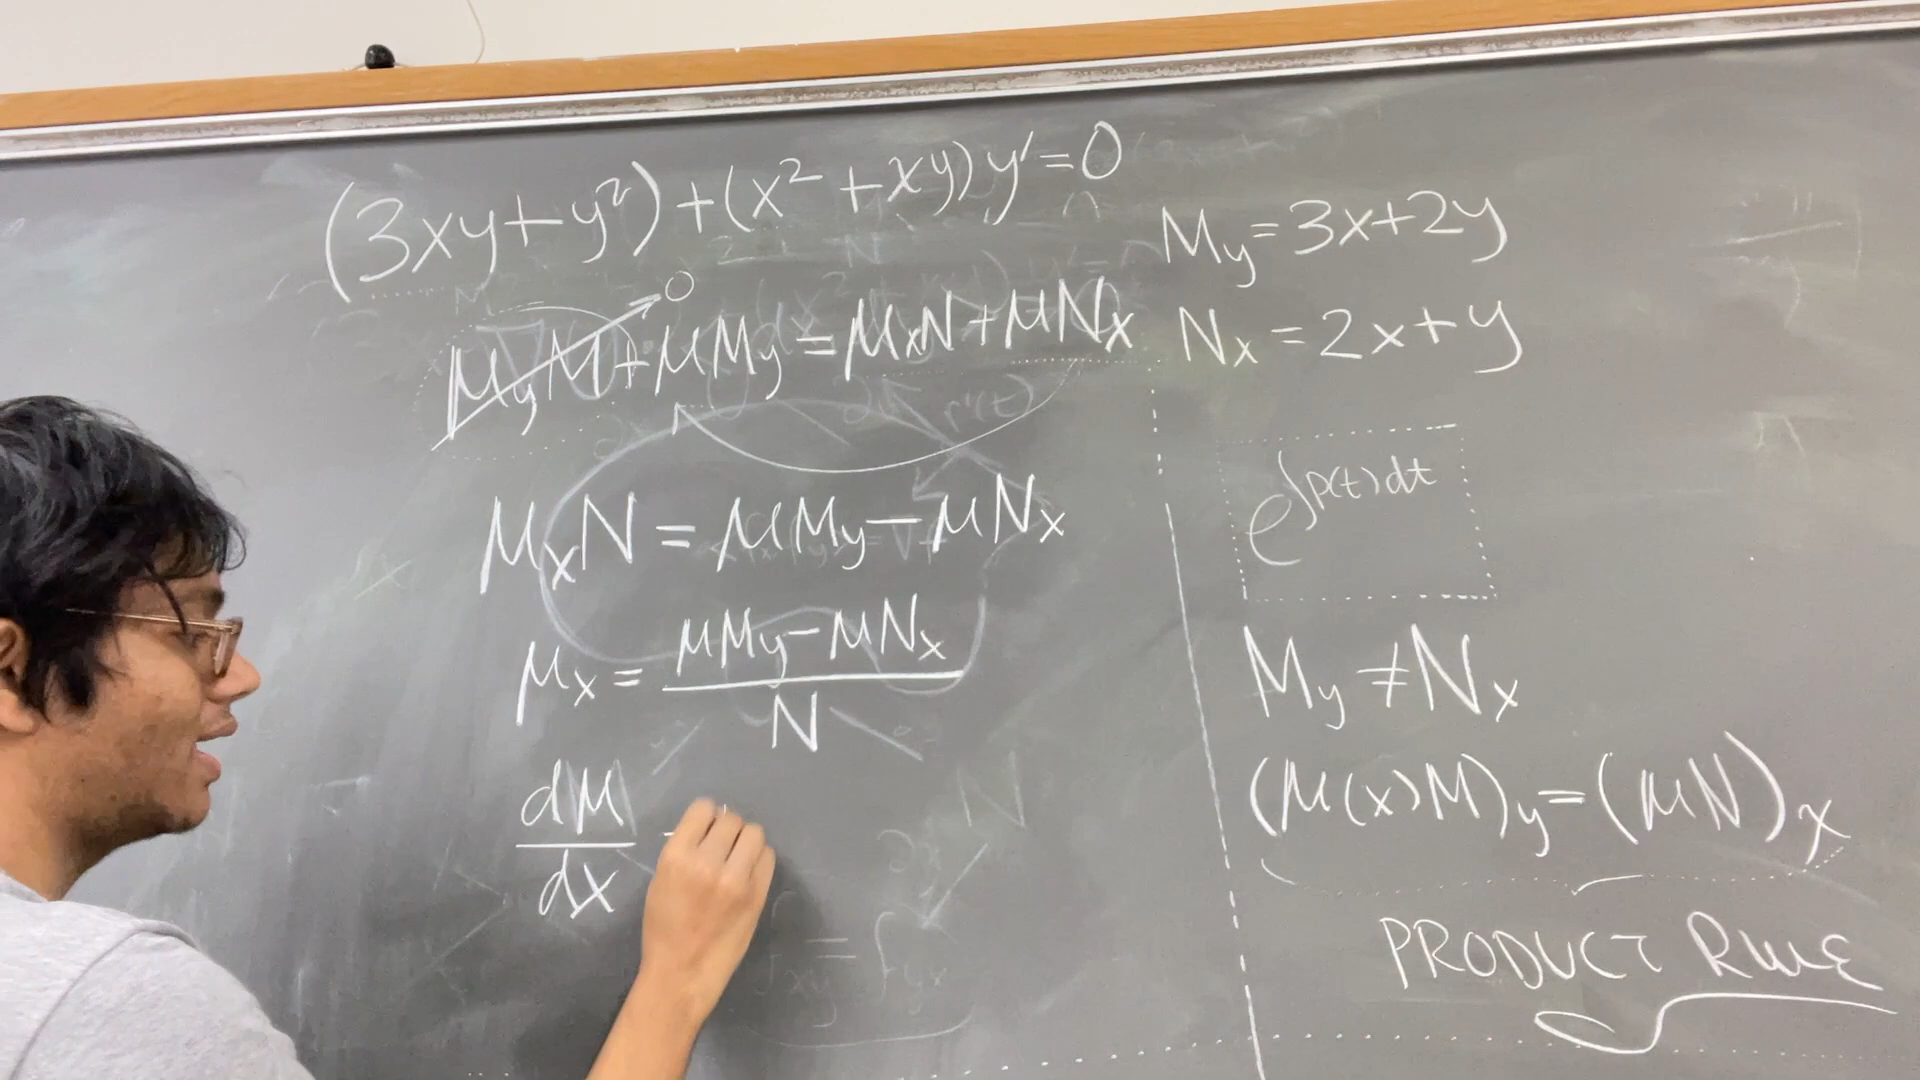 (3xy+y²)+(x²+xy)y'=0
μyM+μMy=μxN+μNx
0
μxN=μMy−μNx
μx=(μMy−μNx)/N
dμ/dx
My=3x+2y
Nx=2x+y
e^∫p(t)dt
My≠Nx
(μ(x)M)y=(μN)x
PRODUCT RULE